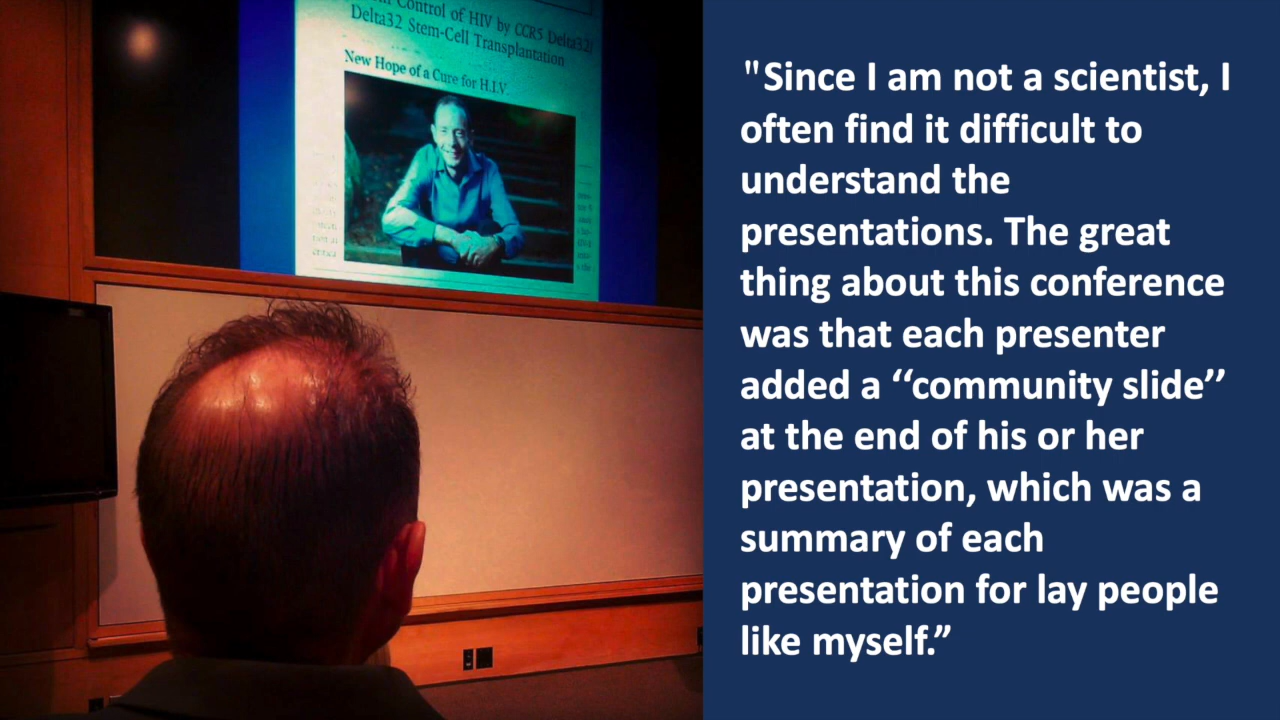 Control of HIV by CCR5 Delta32/
Delta32 Stem-Cell Transplantation
New Hope of a Cure for H.I.V.
"Since I am not a scientist, I
often find it difficult to
understand the
presentations. The great
thing about this conference
was that each presenter
added a ‘‘community slide’’
at the end of his or her
presentation, which was a
summary of each
presentation for lay people
like myself.”